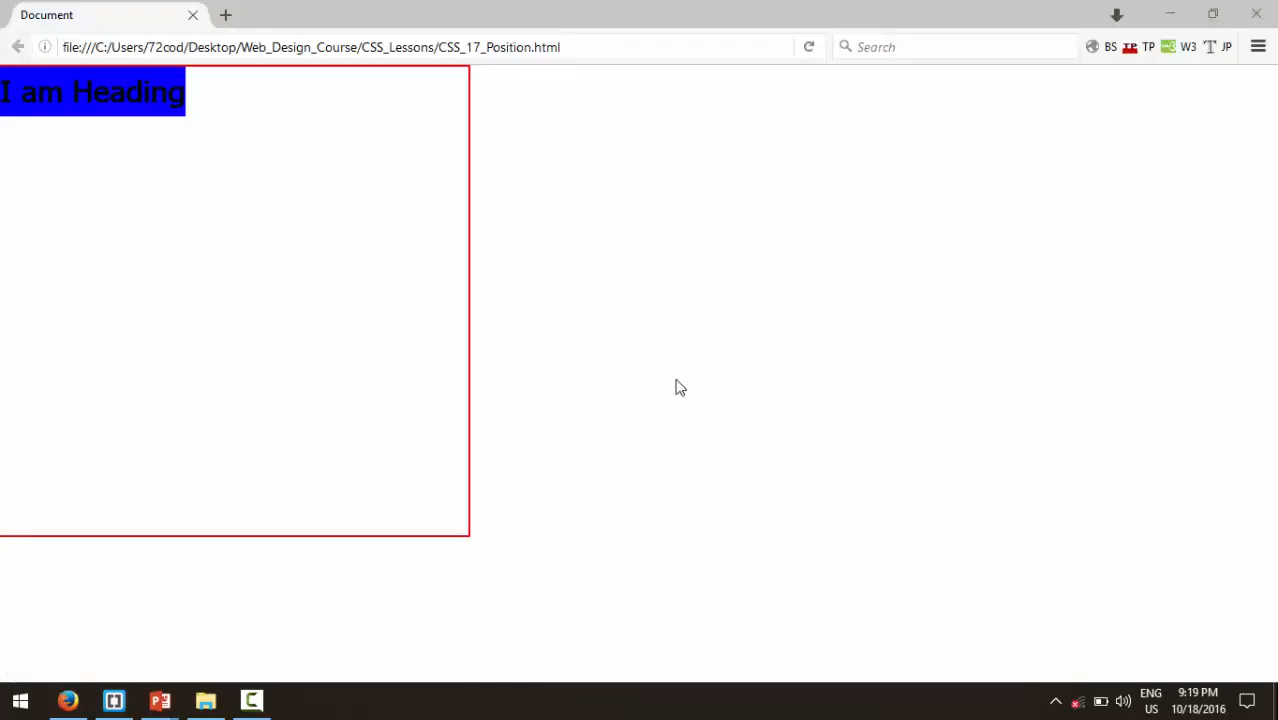 Document
file:///C:/Users/72cod/Desktop/Web_Design_Course/CSS_Lessons/CSS_17_Position.html
Search
BS
TP
W3
JP
I am Heading
ENG
US
9:19 PM
10/18/2016